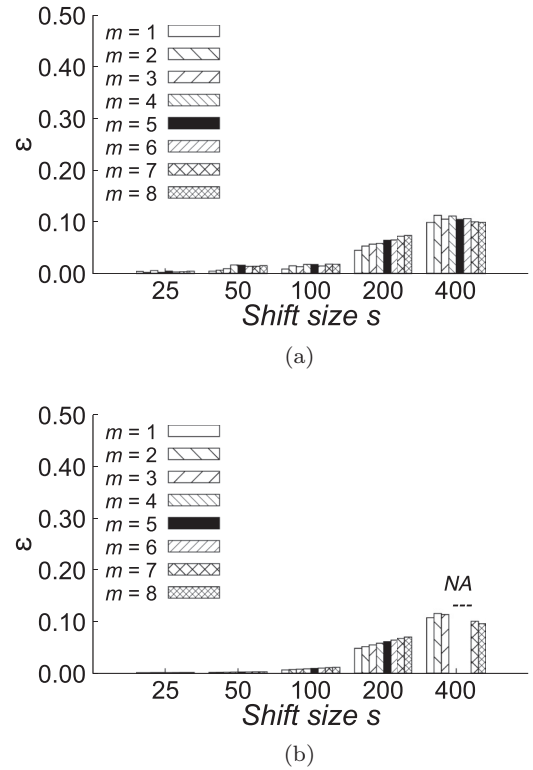 0.50
0.40
0.30
0.20
0.10
0.00
ε
m = 1
m = 2
m = 3
m = 4
m = 5
m = 6
m = 7
m = 8
25 50 100 200 400
Shift size s
(a)
0.50
0.40
0.30
0.20
0.10
0.00
ε
m = 1
m = 2
m = 3
m = 4
m = 5
m = 6
m = 7
m = 8
NA
25 50 100 200 400
Shift size s
(b)